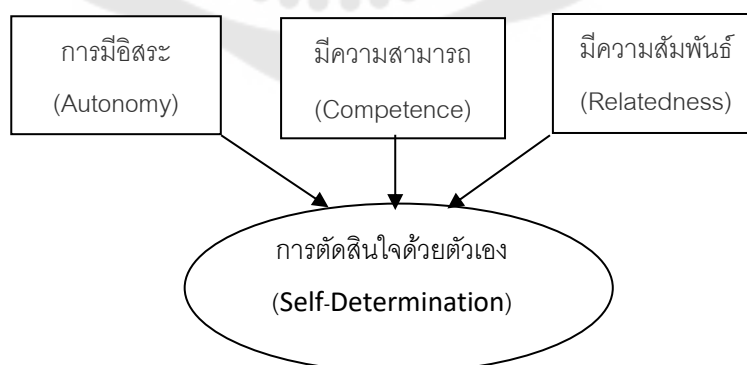 การมีอิสระ
(Autonomy)
มีความสามารถ
(Competence)
มีความสัมพันธ์
(Relatedness)
การตัดสินใจด้วยตัวเอง
(Self-Determination)